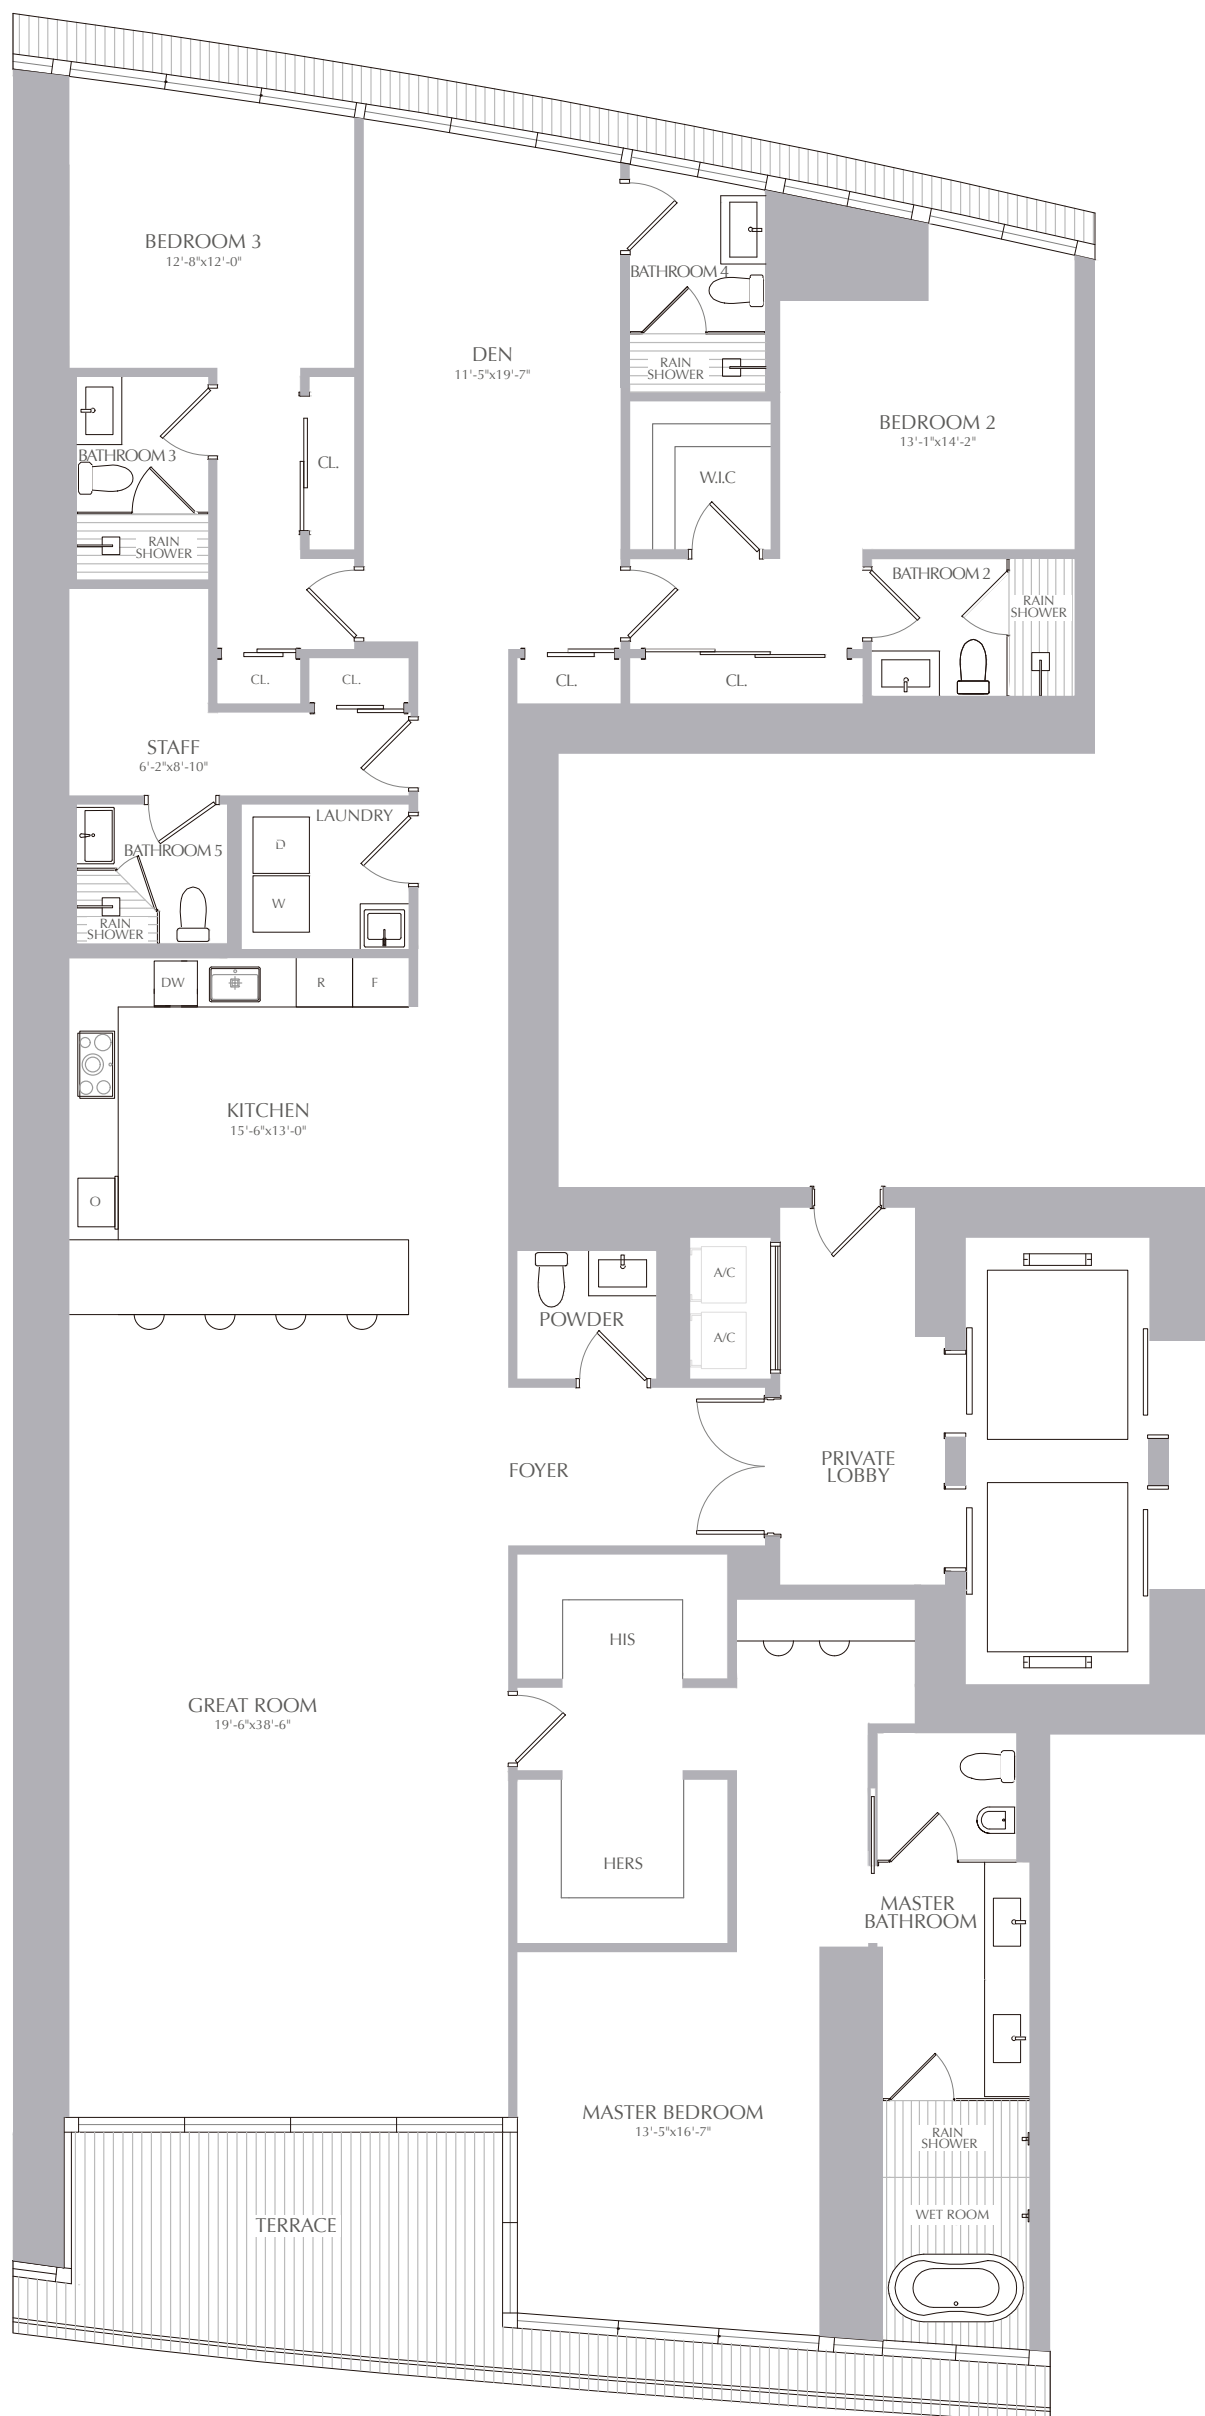 BEDROOM 3
12'-8"x12'-0"
BATHROOM 4
RAIN
SHOWER
DEN
11'-5"x19'-7"
BEDROOM 2
13'-1"x14'-2"
BATHROOM 3
CL.
W.I.C
RAIN
SHOWER
BATHROOM 2
RAIN
SHOWER
CL.
CL.
CL.
CL.
STAFF
6'-2"x8'-10"
LAUNDRY
D
BATHROOM 5
W
RAIN
SHOWER
DW
R
F
KITCHEN
15'-6"x13'-0"
O
A/C
POWDER
A/C
FOYER
PRIVATE
LOBBY
HIS
GREAT ROOM
19'-6"x38'-6"
HERS
MASTER
BATHROOM
MASTER BEDROOM
13'-5"x16'-7"
RAIN
SHOWER
WET ROOM
TERRACE